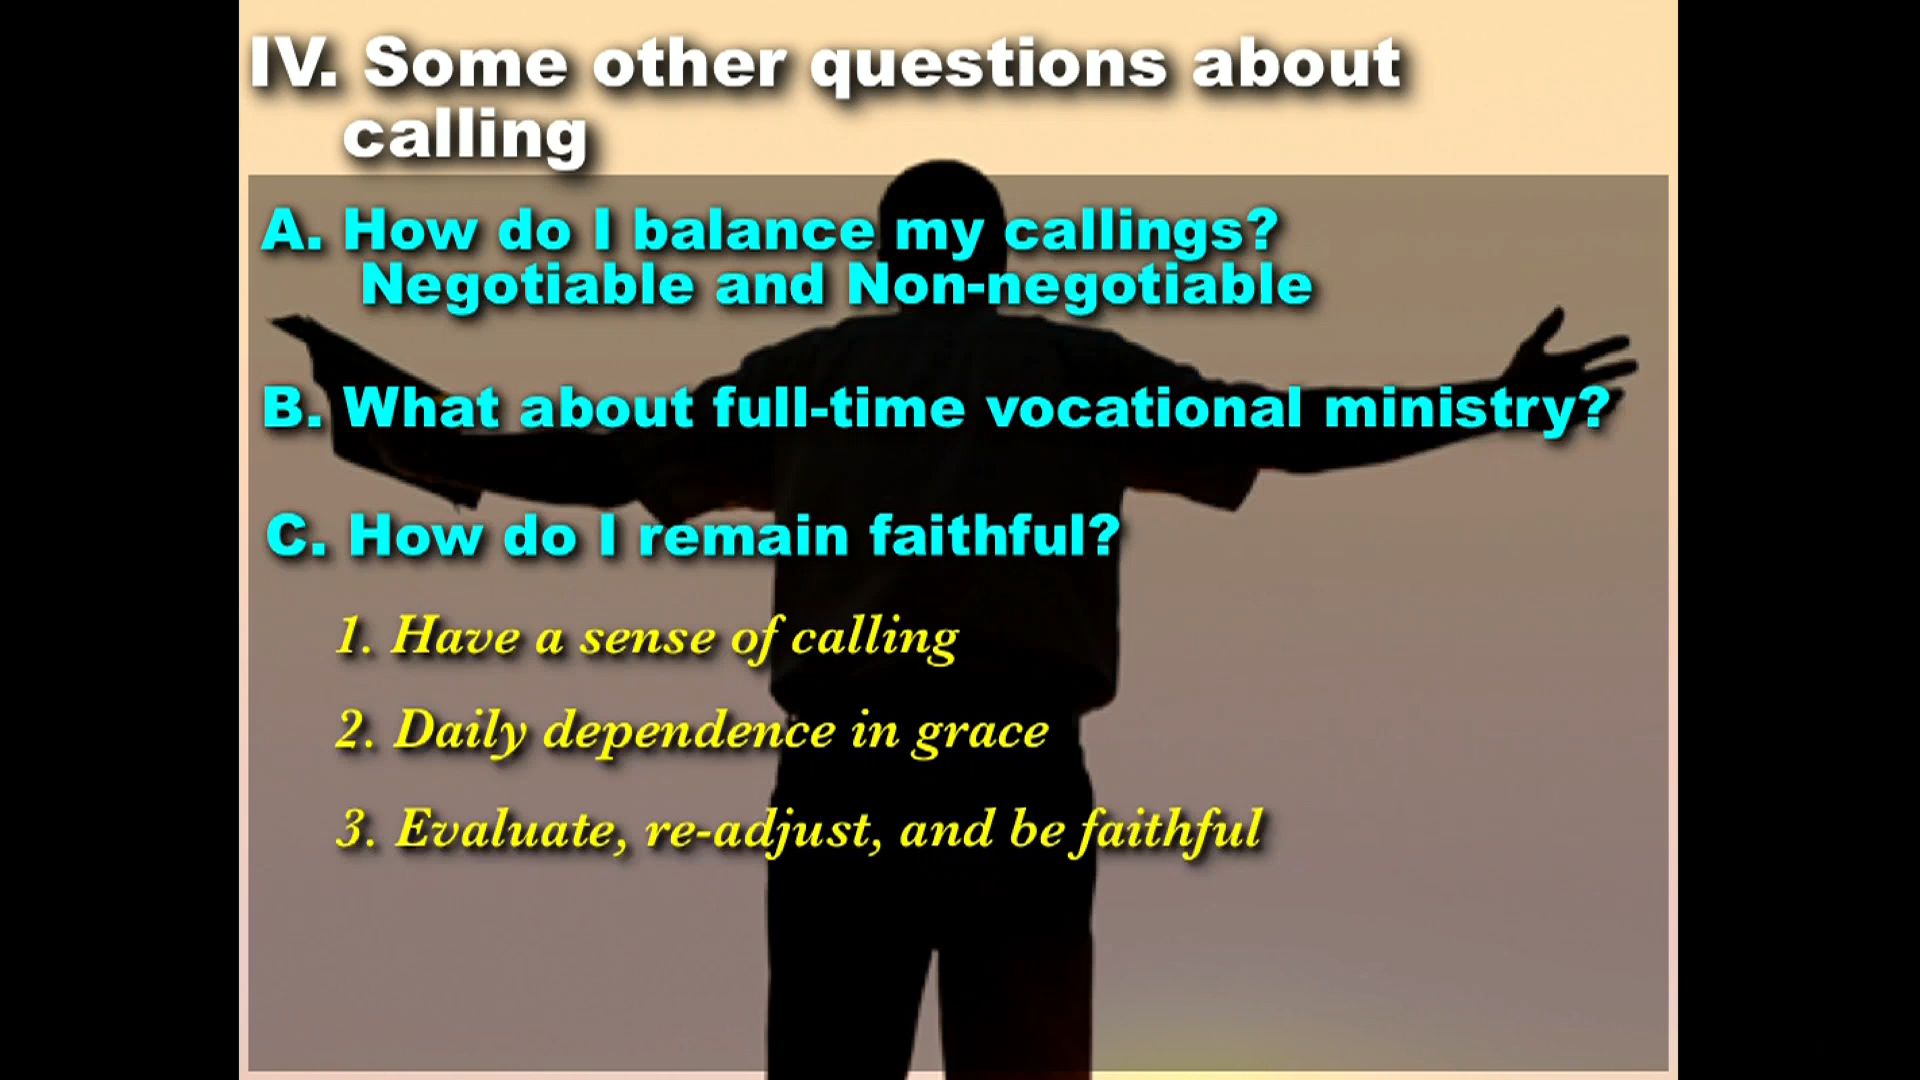 IV. Some other questions about
calling
A. How do I balance my callings?
Negotiable and Non-negotiable
B. What about full-time vocational ministry?
C. How do I remain faithful?
1. Have a sense of calling
2. Daily dependence in grace
3. Evaluate, re-adjust, and be faithful